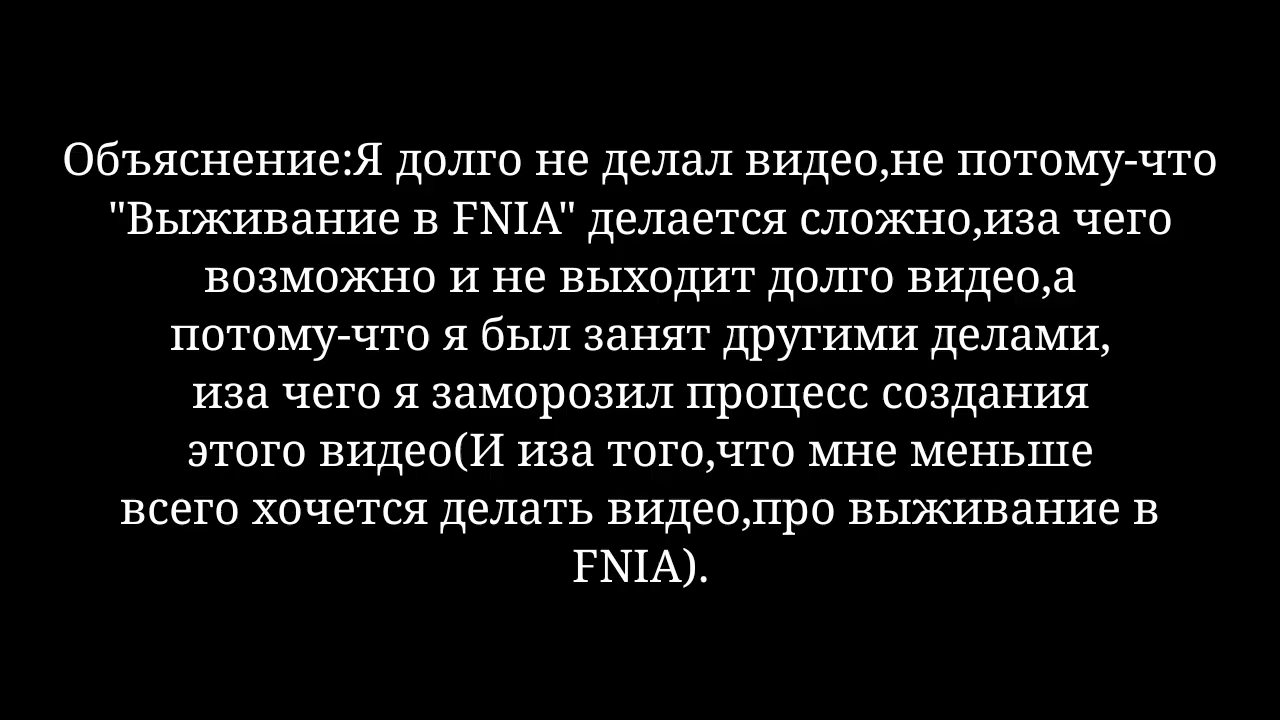 Объяснение:Я долго не делал видео,не потому-что
"Выживание в FNIA" делается сложно,иза чего
возможно и не выходит долго видео,а
потому-что я был занят другими делами,
иза чего я заморозил процесс создания
этого видео(И иза того,что мне меньше
всего хочется делать видео,про выживание в
FNIA).